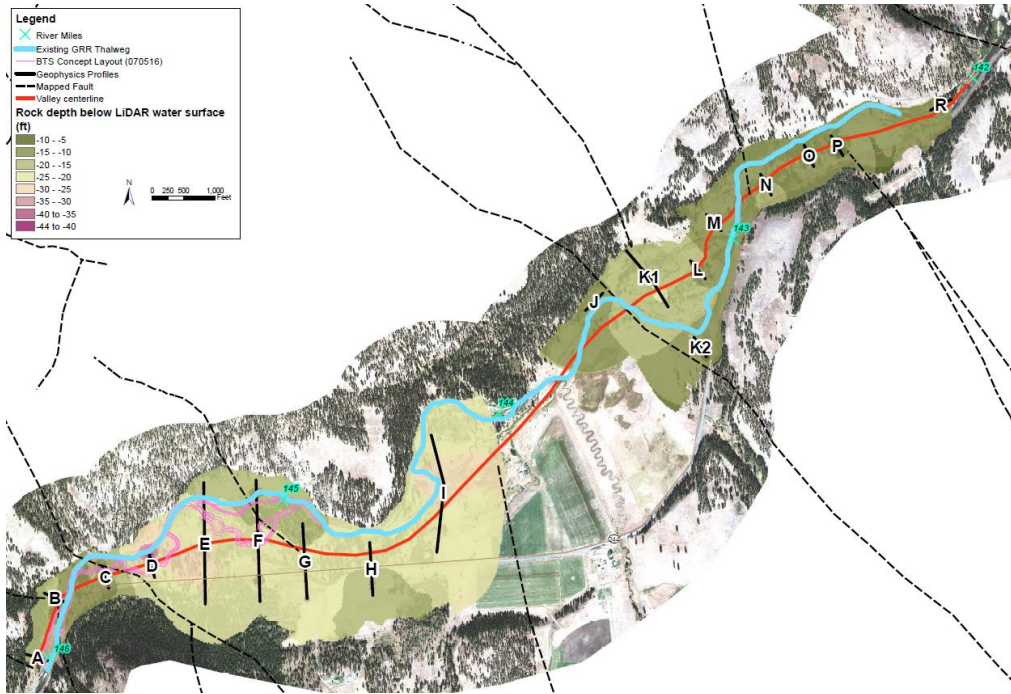 Legend
River Miles
Existing GRR Thalweg
BTS Concept Layout (070516)
Geophysics Profiles
Mapped Fault
Valley centerline
Rock depth below LiDAR water surface
(ft)
-10 - -5
-15 - -10
-20 - -15
-25 - -20
-30 - -25
-35 - -30
-40 to -35
-44 to -40
N
0 250 500 1,000
Feet
142
R
O
P
N
M
143
K1
L
J
K2
144
145
I
E
F
G
H
D
C
B
A
146
244